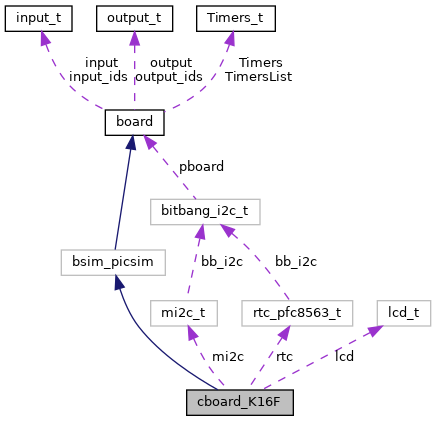 input_t
output_t
Timers_t
input
input_ids
output
output_ids
Timers
TimersList
board
pboard
bitbang_i2c_t
bsim_picsim
bb_i2c
bb_i2c
mi2c_t
rtc_pfc8563_t
lcd_t
mi2c
rtc
lcd
cboard_K16F